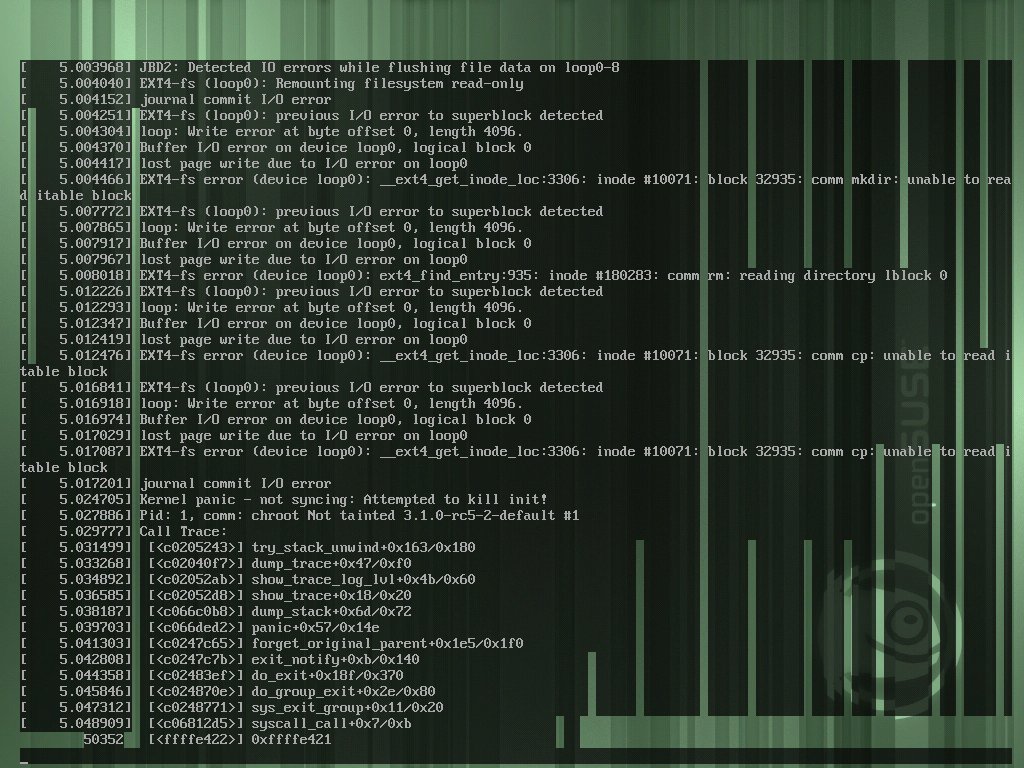 [    5.003968] JBD2: Detected IO errors while flushing file data on loop0-8
[    5.004040] EXT4-fs (loop0): Remounting filesystem read-only
[    5.004152] journal commit I/O error
[    5.004251] EXT4-fs (loop0): previous I/O error to superblock detected
[    5.004304] loop: Write error at byte offset 0, length 4096.
[    5.004370] Buffer I/O error on device loop0, logical block 0
[    5.004417] lost page write due to I/O error on loop0
[    5.004466] EXT4-fs error (device loop0): __ext4_get_inode_loc:3306: inode #10071: block 32935: comm mkdir: unable to rea
d itable block
[    5.007772] EXT4-fs (loop0): previous I/O error to superblock detected
[    5.007865] loop: Write error at byte offset 0, length 4096.
[    5.007917] Buffer I/O error on device loop0, logical block 0
[    5.007967] lost page write due to I/O error on loop0
[    5.008018] EXT4-fs error (device loop0): ext4_find_entry:935: inode #180283: comm rm: reading directory lblock 0
[    5.012226] EXT4-fs (loop0): previous I/O error to superblock detected
[    5.012293] loop: Write error at byte offset 0, length 4096.
[    5.012347] Buffer I/O error on device loop0, logical block 0
[    5.012419] lost page write due to I/O error on loop0
[    5.012476] EXT4-fs error (device loop0): __ext4_get_inode_loc:3306: inode #10071: block 32935: comm cp: unable to read i
table block
[    5.016841] EXT4-fs (loop0): previous I/O error to superblock detected
[    5.016918] loop: Write error at byte offset 0, length 4096.
[    5.016974] Buffer I/O error on device loop0, logical block 0
[    5.017029] lost page write due to I/O error on loop0
[    5.017087] EXT4-fs error (device loop0): __ext4_get_inode_loc:3306: inode #10071: block 32935: comm cp: unable to read i
table block
[    5.017201] journal commit I/O error
[    5.024705] Kernel panic - not syncing: Attempted to kill init!
[    5.027886] Pid: 1, comm: chroot Not tainted 3.1.0-rc5-2-default #1
[    5.029777] Call Trace:
[    5.031499]  [<c0205243>] try_stack_unwind+0x163/0x180
[    5.033268]  [<c02040f7>] dump_trace+0x47/0xf0
[    5.034892]  [<c02052ab>] show_trace_log_lvl+0x4b/0x60
[    5.036585]  [<c02052d8>] show_trace+0x18/0x20
[    5.038187]  [<c066c0b8>] dump_stack+0x6d/0x72
[    5.039703]  [<c066ded2>] panic+0x57/0x14e
[    5.041303]  [<c0247c65>] forget_original_parent+0x1e5/0x1f0
[    5.042808]  [<c0247c7b>] exit_notify+0xb/0x140
[    5.044358]  [<c02483ef>] do_exit+0x18f/0x370
[    5.045846]  [<c024870e>] do_group_exit+0x2e/0x80
[    5.047312]  [<c0248771>] sys_exit_group+0x11/0x20
[    5.048909]  [<c06812d5>] syscall_call+0x7/0xb
50352   [<ffffe422>] 0xffffe421
openSUSE